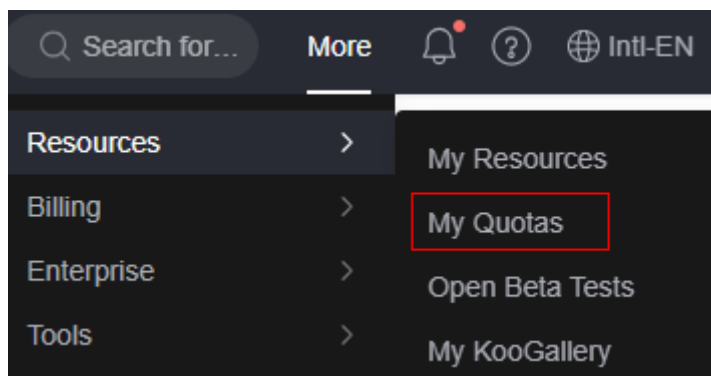 Search for... More Intl-EN
Resources
Billing
Enterprise
Tools
My Resources
My Quotas
Open Beta Tests
My KooGallery